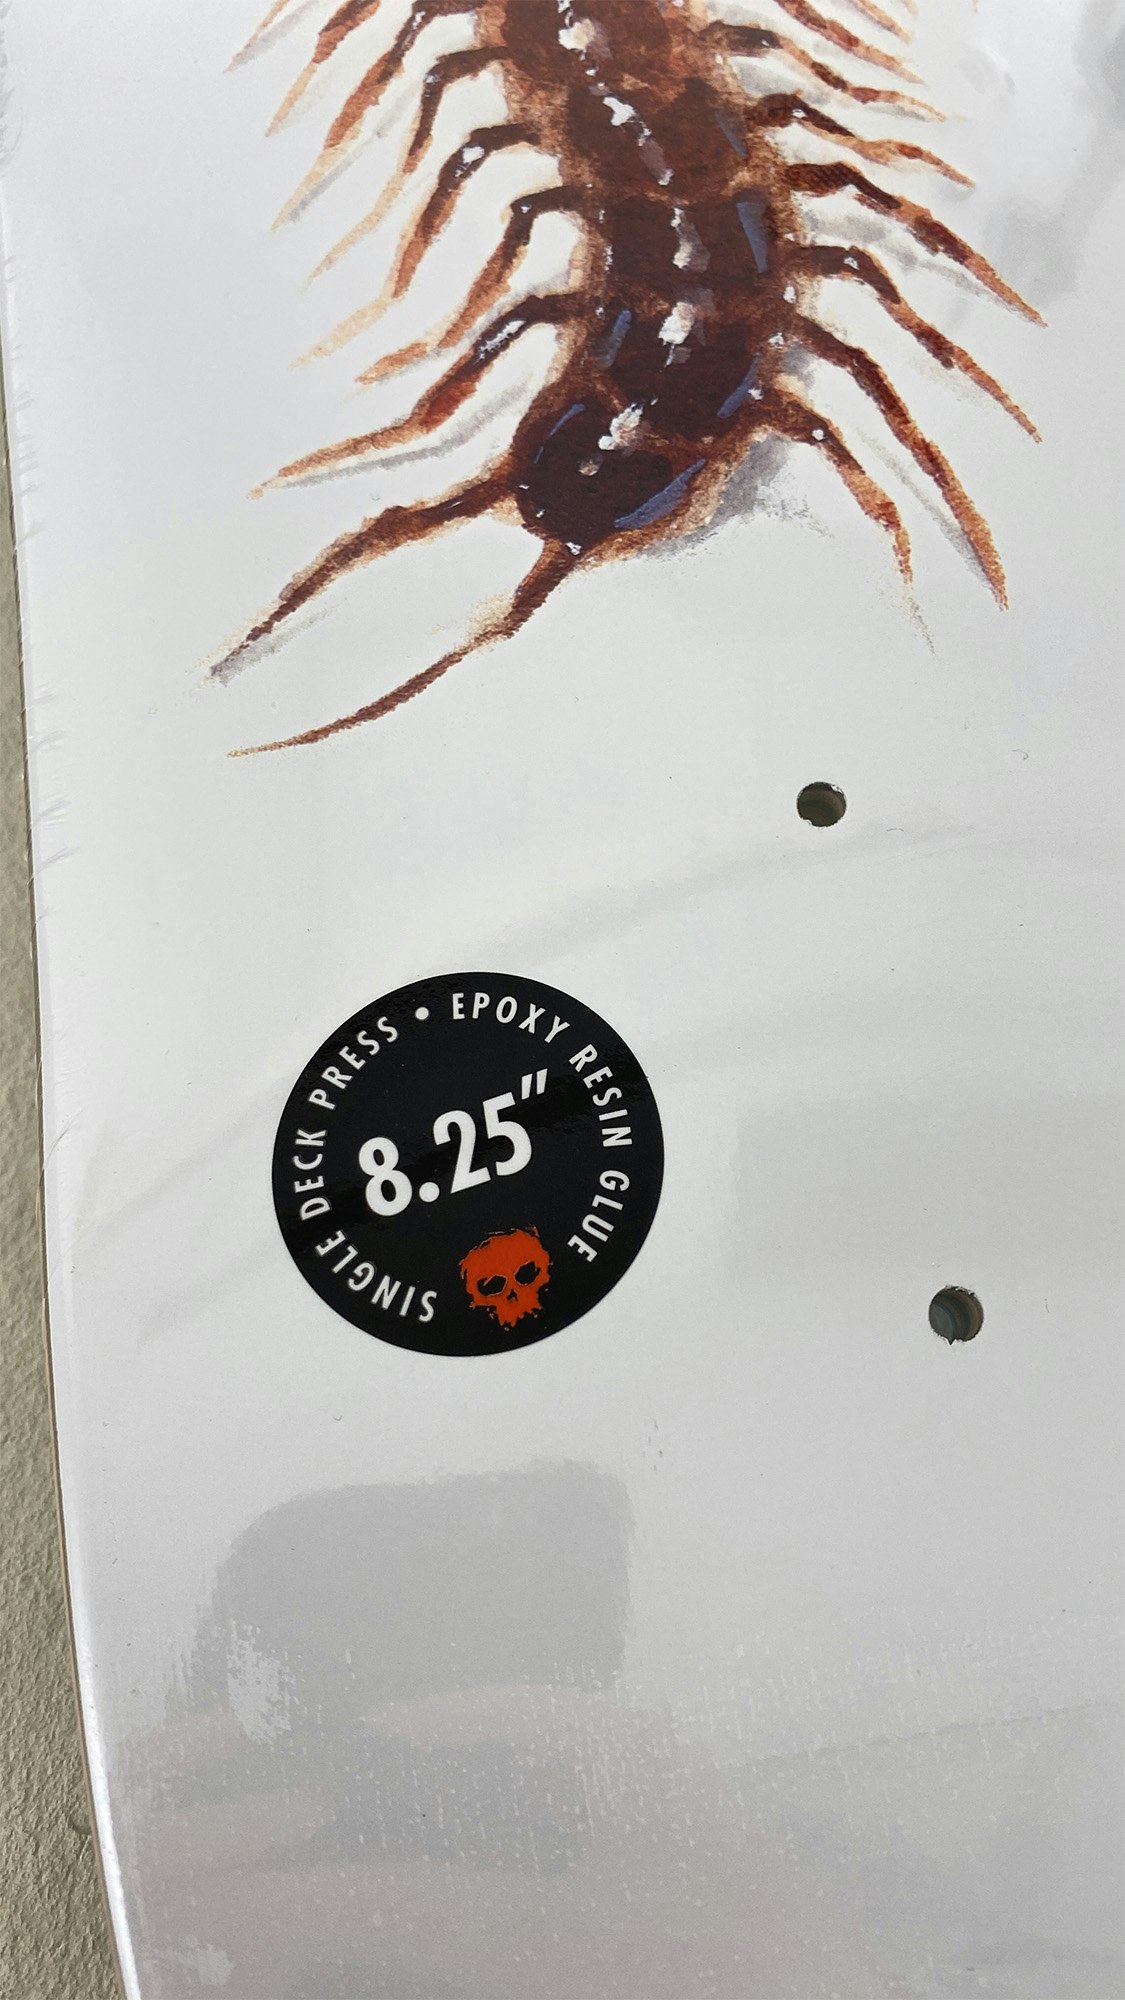 SINGLE DECK PRESS • EPOXY RESIN GLUE
8.25"